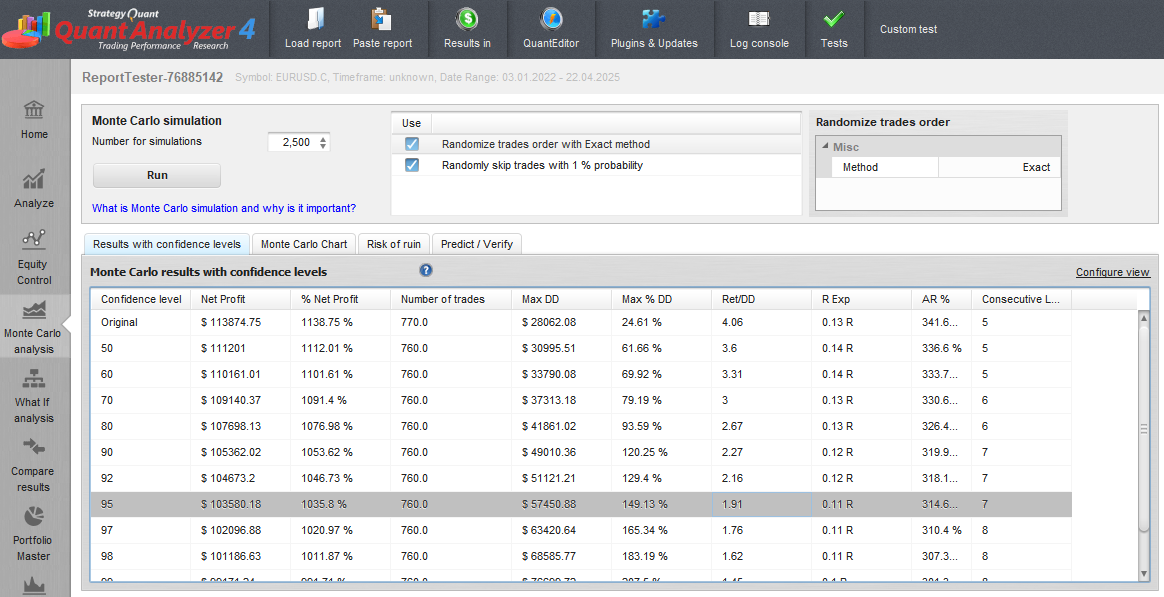 Strategy Quant
QuantAnalyzer 4
Trading Performance Research
Load report
Paste report
Results in
QuantEditor
Plugins & Updates
Log console
Tests
Custom test
ReportTester-76885142 Symbol: EURUSD.C, Timeframe: unknown, Date Range: 03.01.2022 - 22.04.2025
Home
Analyze
Equity
Control
Monte Carlo
analysis
What If
analysis
Compare
results
Portfolio
Master
Monte Carlo simulation
Number for simulations 2,500
Run
What is Monte Carlo simulation and why is it important?
Use
Randomize trades order with Exact method
Randomly skip trades with 1 % probability
Randomize trades order
Misc
Method Exact
Results with confidence levels Monte Carlo Chart Risk of ruin Predict / Verify
Monte Carlo results with confidence levels ? Configure view
Confidence level Net Profit % Net Profit Number of trades Max DD Max % DD Ret/DD R Exp AR % Consecutive L...
Original $ 113874.75 1138.75 % 770.0 $ 28062.08 24.61 % 4.06 0.13 R 341.6... 5
50 $ 111201 1112.01 % 760.0 $ 30995.51 61.66 % 3.6 0.14 R 336.6 % 5
60 $ 110161.01 1101.61 % 760.0 $ 33790.08 69.92 % 3.31 0.14 R 333.7... 5
70 $ 109140.37 1091.4 % 760.0 $ 37313.18 79.19 % 3 0.13 R 330.6... 6
80 $ 107698.13 1076.98 % 760.0 $ 41861.02 93.59 % 2.67 0.13 R 326.4... 6
90 $ 105362.02 1053.62 % 760.0 $ 49010.36 120.25 % 2.27 0.12 R 319.9... 7
92 $ 104673.2 1046.73 % 760.0 $ 51121.21 129.4 % 2.16 0.12 R 318.1... 7
95 $ 103580.18 1035.8 % 760.0 $ 57450.88 149.13 % 1.91 0.11 R 314.6... 7
97 $ 102096.88 1020.97 % 760.0 $ 63420.64 165.34 % 1.76 0.11 R 310.4 % 8
98 $ 101186.63 1011.87 % 760.0 $ 68585.77 183.19 % 1.62 0.11 R 307.3... 8